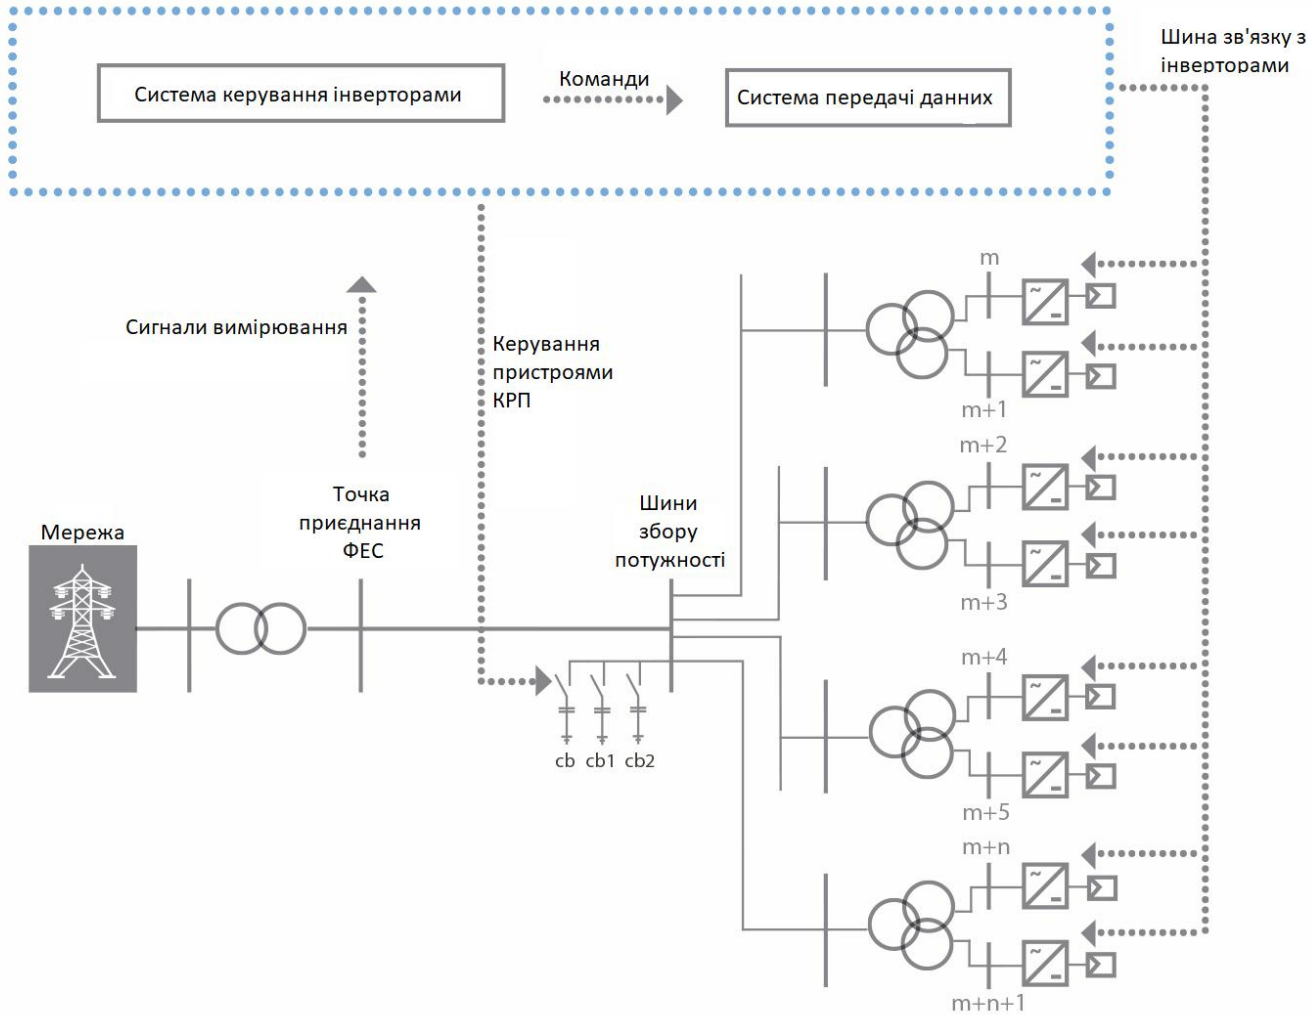 Шина зв'язку з
інверторами
Система керування інверторами
Команди
Система передачі данних
Сигнали вимірювання
Керування
пристроями
КРП
Точка
приєднання
ФЕС
Мережа
Шини
збору
потужності
cb cb1 cb2
m
m+1
m+2
m+3
m+4
m+5
m+n
m+n+1